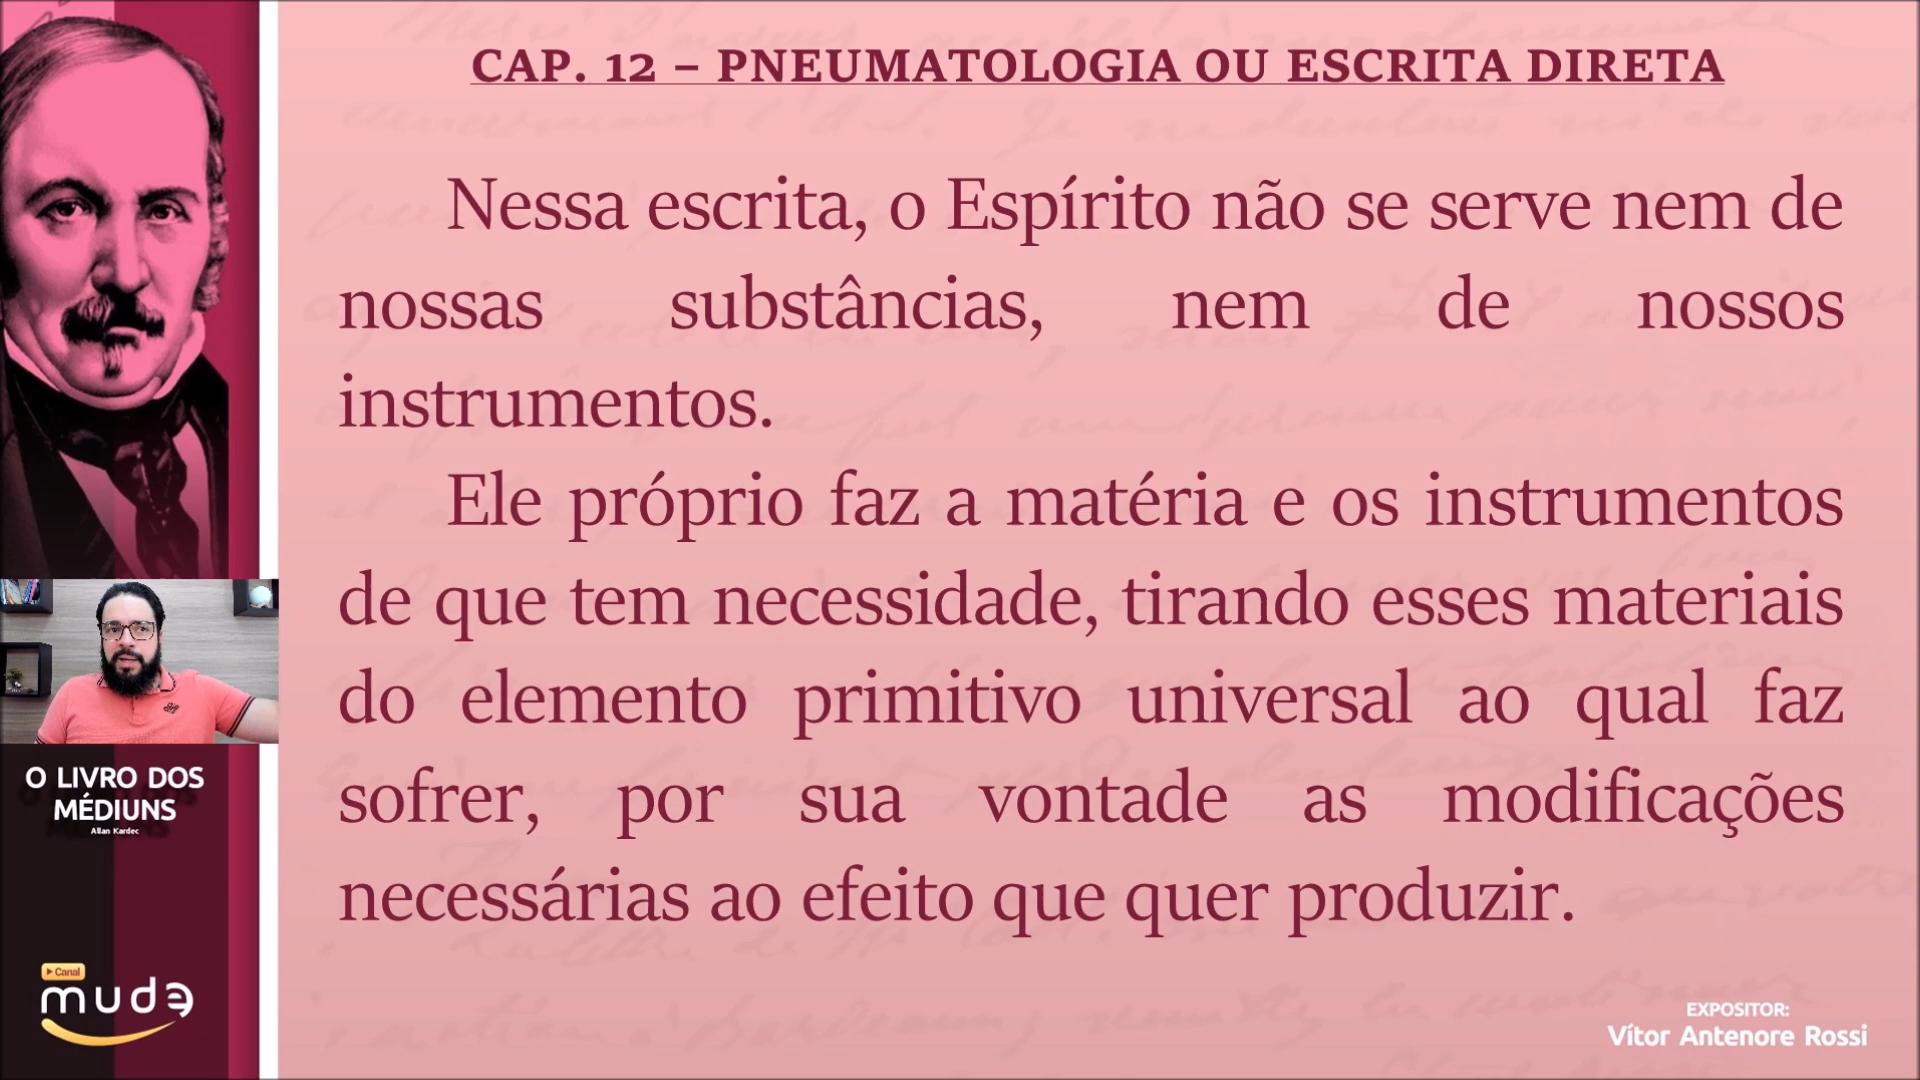 CAP. 12 – PNEUMATOLOGIA OU ESCRITA DIRETA
Nessa escrita, o Espírito não se serve nem de
nossas substâncias, nem de nossos
instrumentos.
Ele próprio faz a matéria e os instrumentos
de que tem necessidade, tirando esses materiais
do elemento primitivo universal ao qual faz
sofrer, por sua vontade as modificações
necessárias ao efeito que quer produzir.
O LIVRO DOS
MÉDIUNS
Allan Kardec
Canal
mude
EXPOSITOR:
Vítor Antenore Rossi